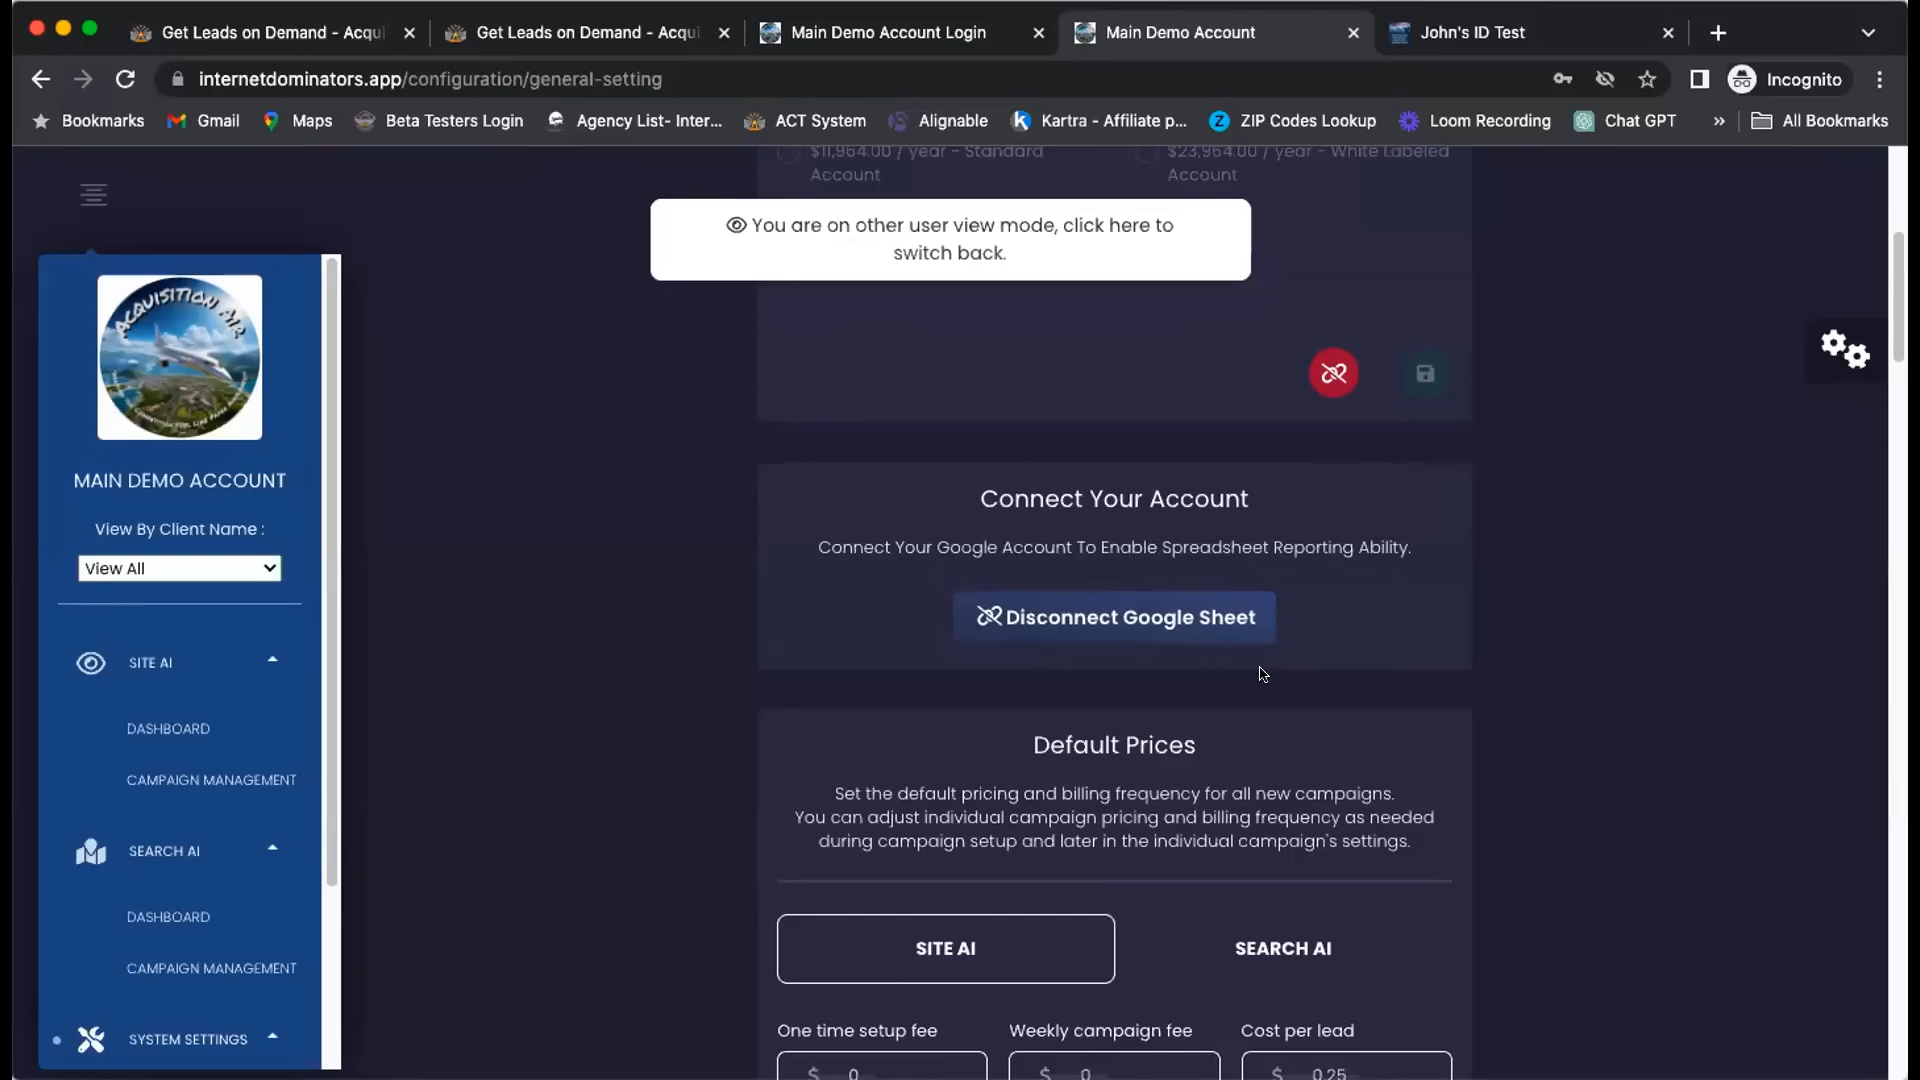 Get Leads on Demand - Acqui
Get Leads on Demand - Acqui
Main Demo Account Login
Main Demo Account
John's ID Test
internetdominators.app/configuration/general-setting
Incognito
Bookmarks
Gmail
Maps
Beta Testers Login
Agency List- Inter...
ACT System
Alignable
Kartra - Affiliate p...
ZIP Codes Lookup
Loom Recording
Chat GPT
»
All Bookmarks
$11,964.00 / year - Standard
Account
$23,964.00 / year - White Labeled
Account
You are on other user view mode, click here to
switch back.
ACQUISITION AIR
MAIN DEMO ACCOUNT
View By Client Name :
View All
SITE AI
DASHBOARD
CAMPAIGN MANAGEMENT
SEARCH AI
DASHBOARD
CAMPAIGN MANAGEMENT
SYSTEM SETTINGS
Connect Your Account
Connect Your Google Account To Enable Spreadsheet Reporting Ability.
Disconnect Google Sheet
Default Prices
Set the default pricing and billing frequency for all new campaigns.
You can adjust individual campaign pricing and billing frequency as needed
during campaign setup and later in the individual campaign's settings.
SITE AI
SEARCH AI
One time setup fee
Weekly campaign fee
Cost per lead
$ 0
$ 0
$ 0.25